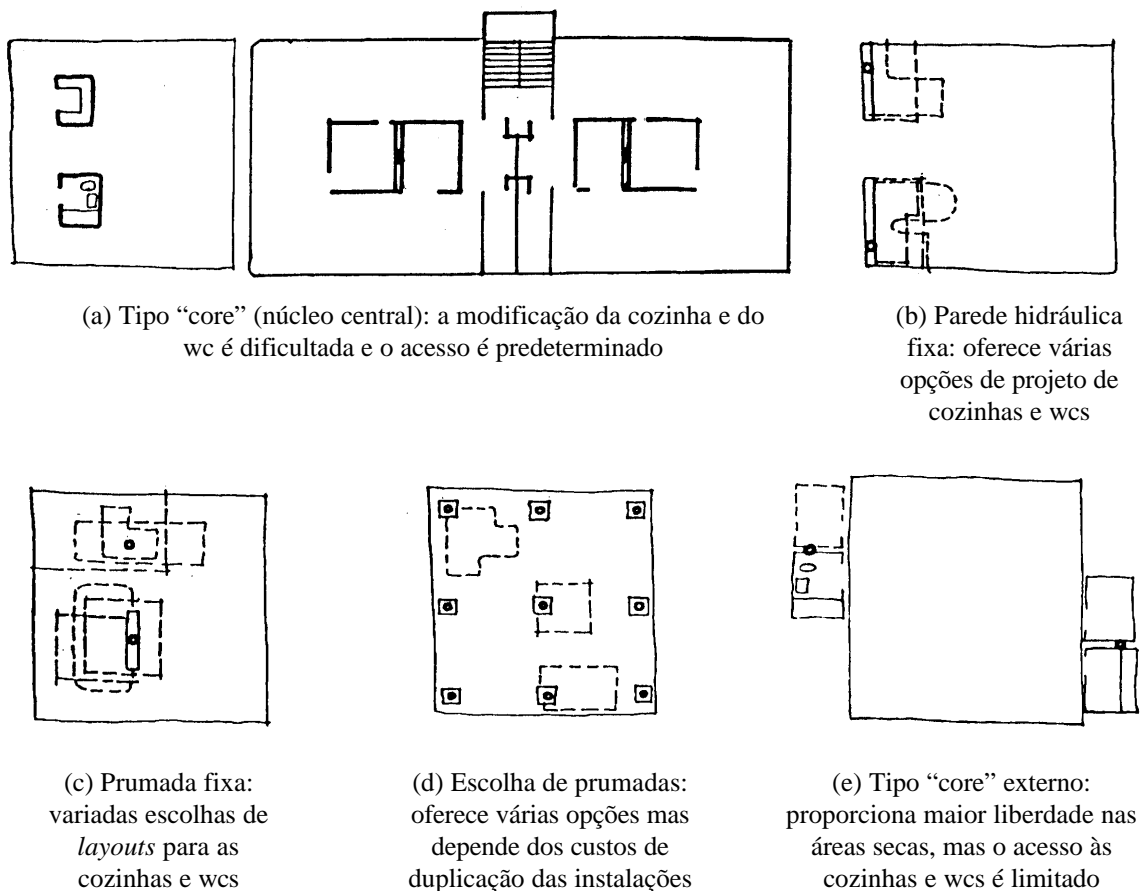 (a) Tipo “core” (núcleo central): a modificação da cozinha e do
wc é dificultada e o acesso é predeterminado
(b) Parede hidráulica
fixa: oferece várias
opções de projeto de
cozinhas e wcs
(c) Prumada fixa:
variadas escolhas de
layouts para as
cozinhas e wcs
(d) Escolha de prumadas:
oferece várias opções mas
depende dos custos de
duplicação das instalações
(e) Tipo “core” externo:
proporciona maior liberdade nas
áreas secas, mas o acesso às
cozinhas e wcs é limitado